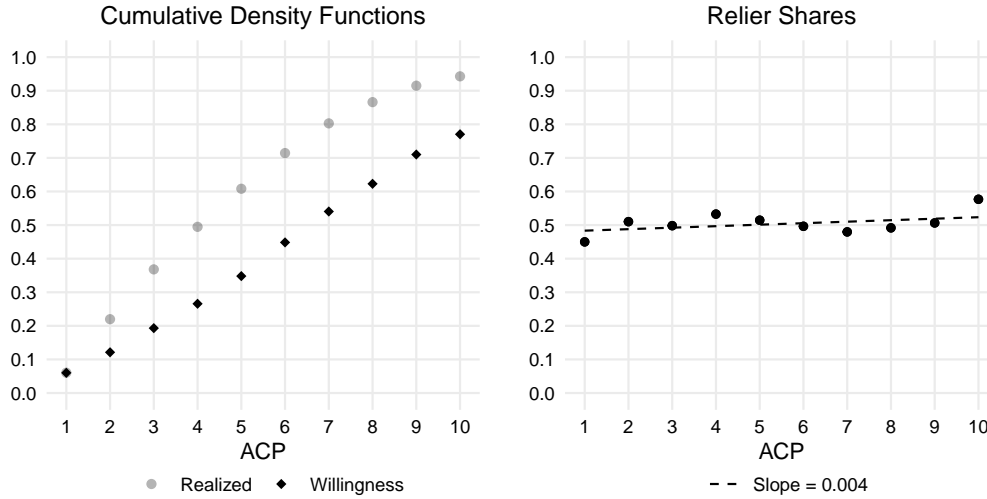 Cumulative Density Functions
1.0
0.9
0.8
0.7
0.6
0.5
0.4
0.3
0.2
0.1
0.0
1 2 3 4 5 6 7 8 9 10
ACP
Realized Willingness
Relier Shares
1.0
0.9
0.8
0.7
0.6
0.5
0.4
0.3
0.2
0.1
0.0
1 2 3 4 5 6 7 8 9 10
ACP
Slope = 0.004